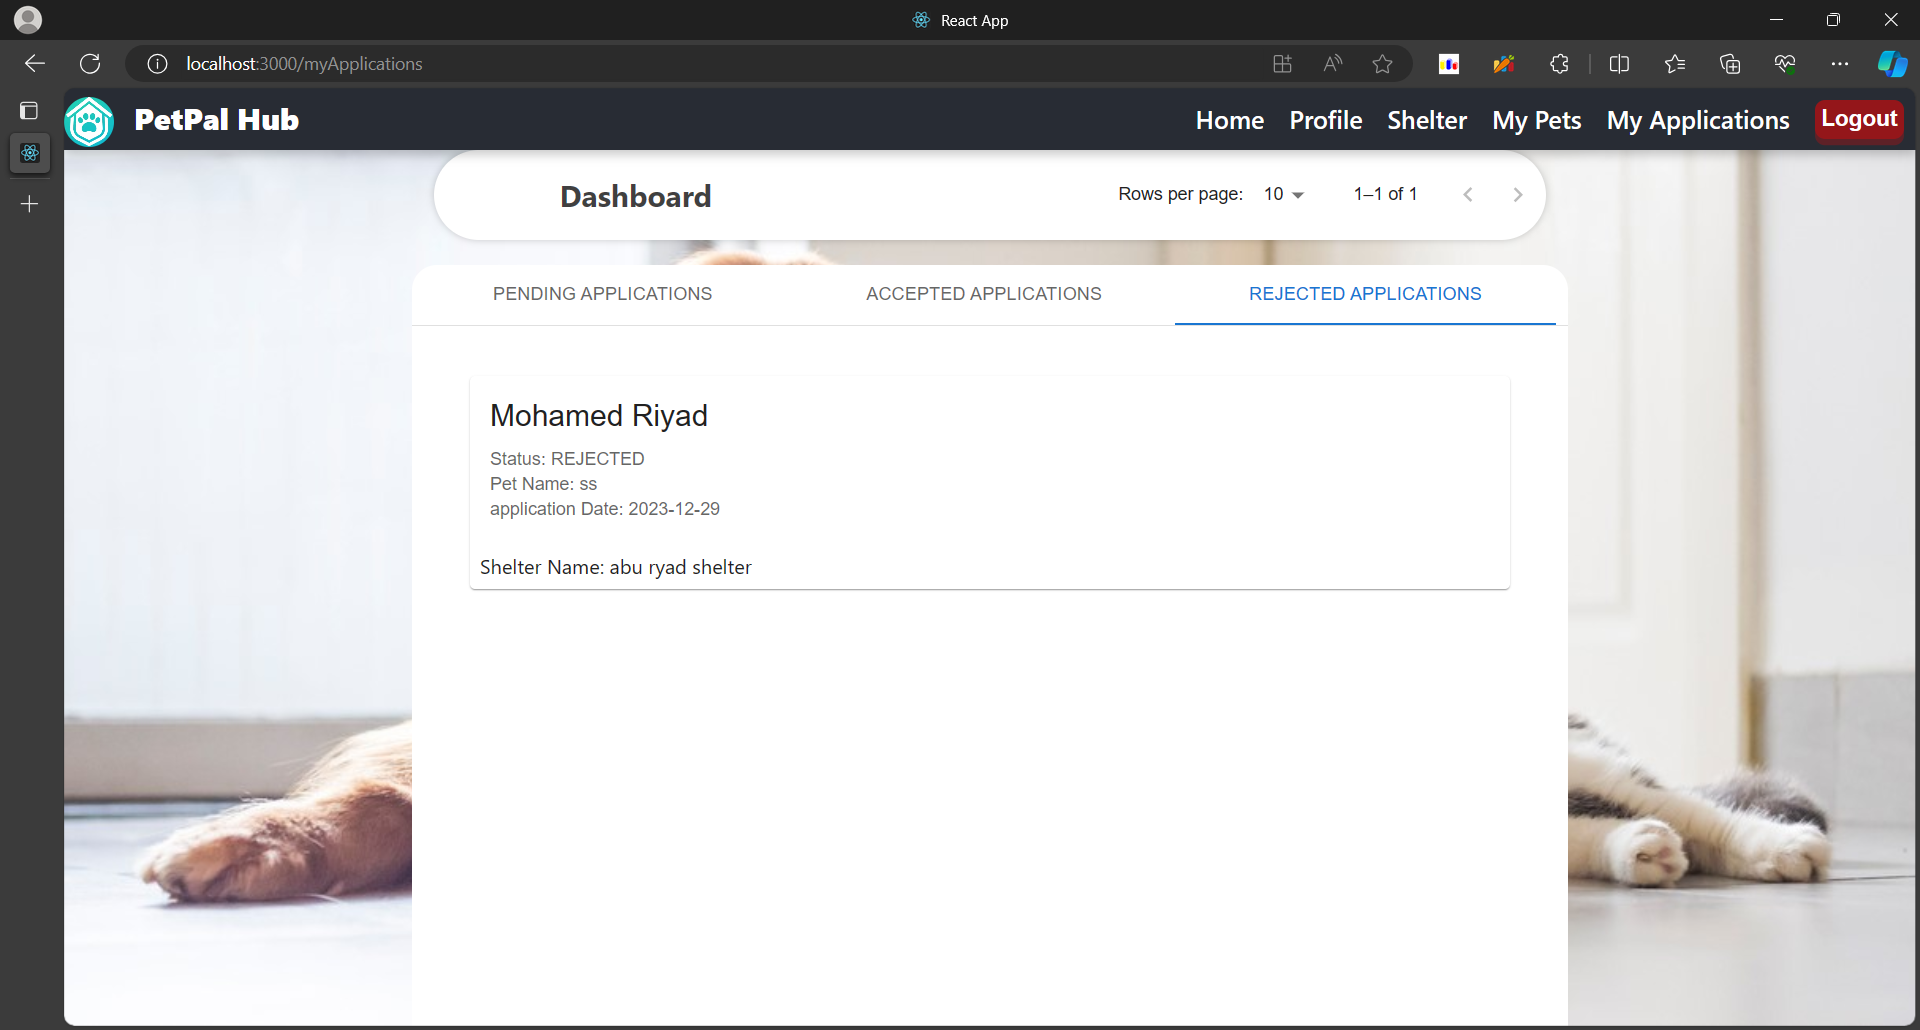 React App
localhost:3000/myApplications
PetPal Hub
Home Profile Shelter My Pets My Applications Logout
Dashboard
Rows per page: 10 1–1 of 1
PENDING APPLICATIONS ACCEPTED APPLICATIONS REJECTED APPLICATIONS
Mohamed Riyad
Status: REJECTED
Pet Name: ss
application Date: 2023-12-29
Shelter Name: abu ryad shelter